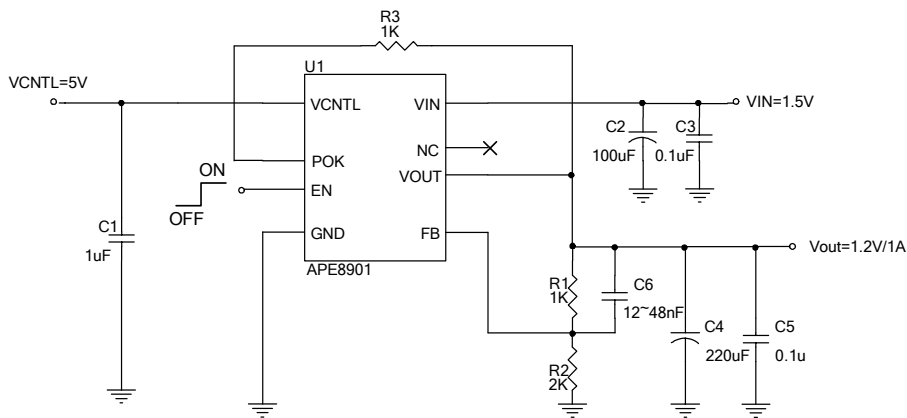 R3
1K
U1
VCNTL=5V
VCNTL
VIN
VIN=1.5V
C2
C3
100uF
0.1uF
NC
POK
VOUT
ON
OFF
EN
C1
1uF
GND
FB
Vout=1.2V/1A
APE8901
R1
1K
C6
12~48nF
C4
C5
220uF
0.1u
R2
2K